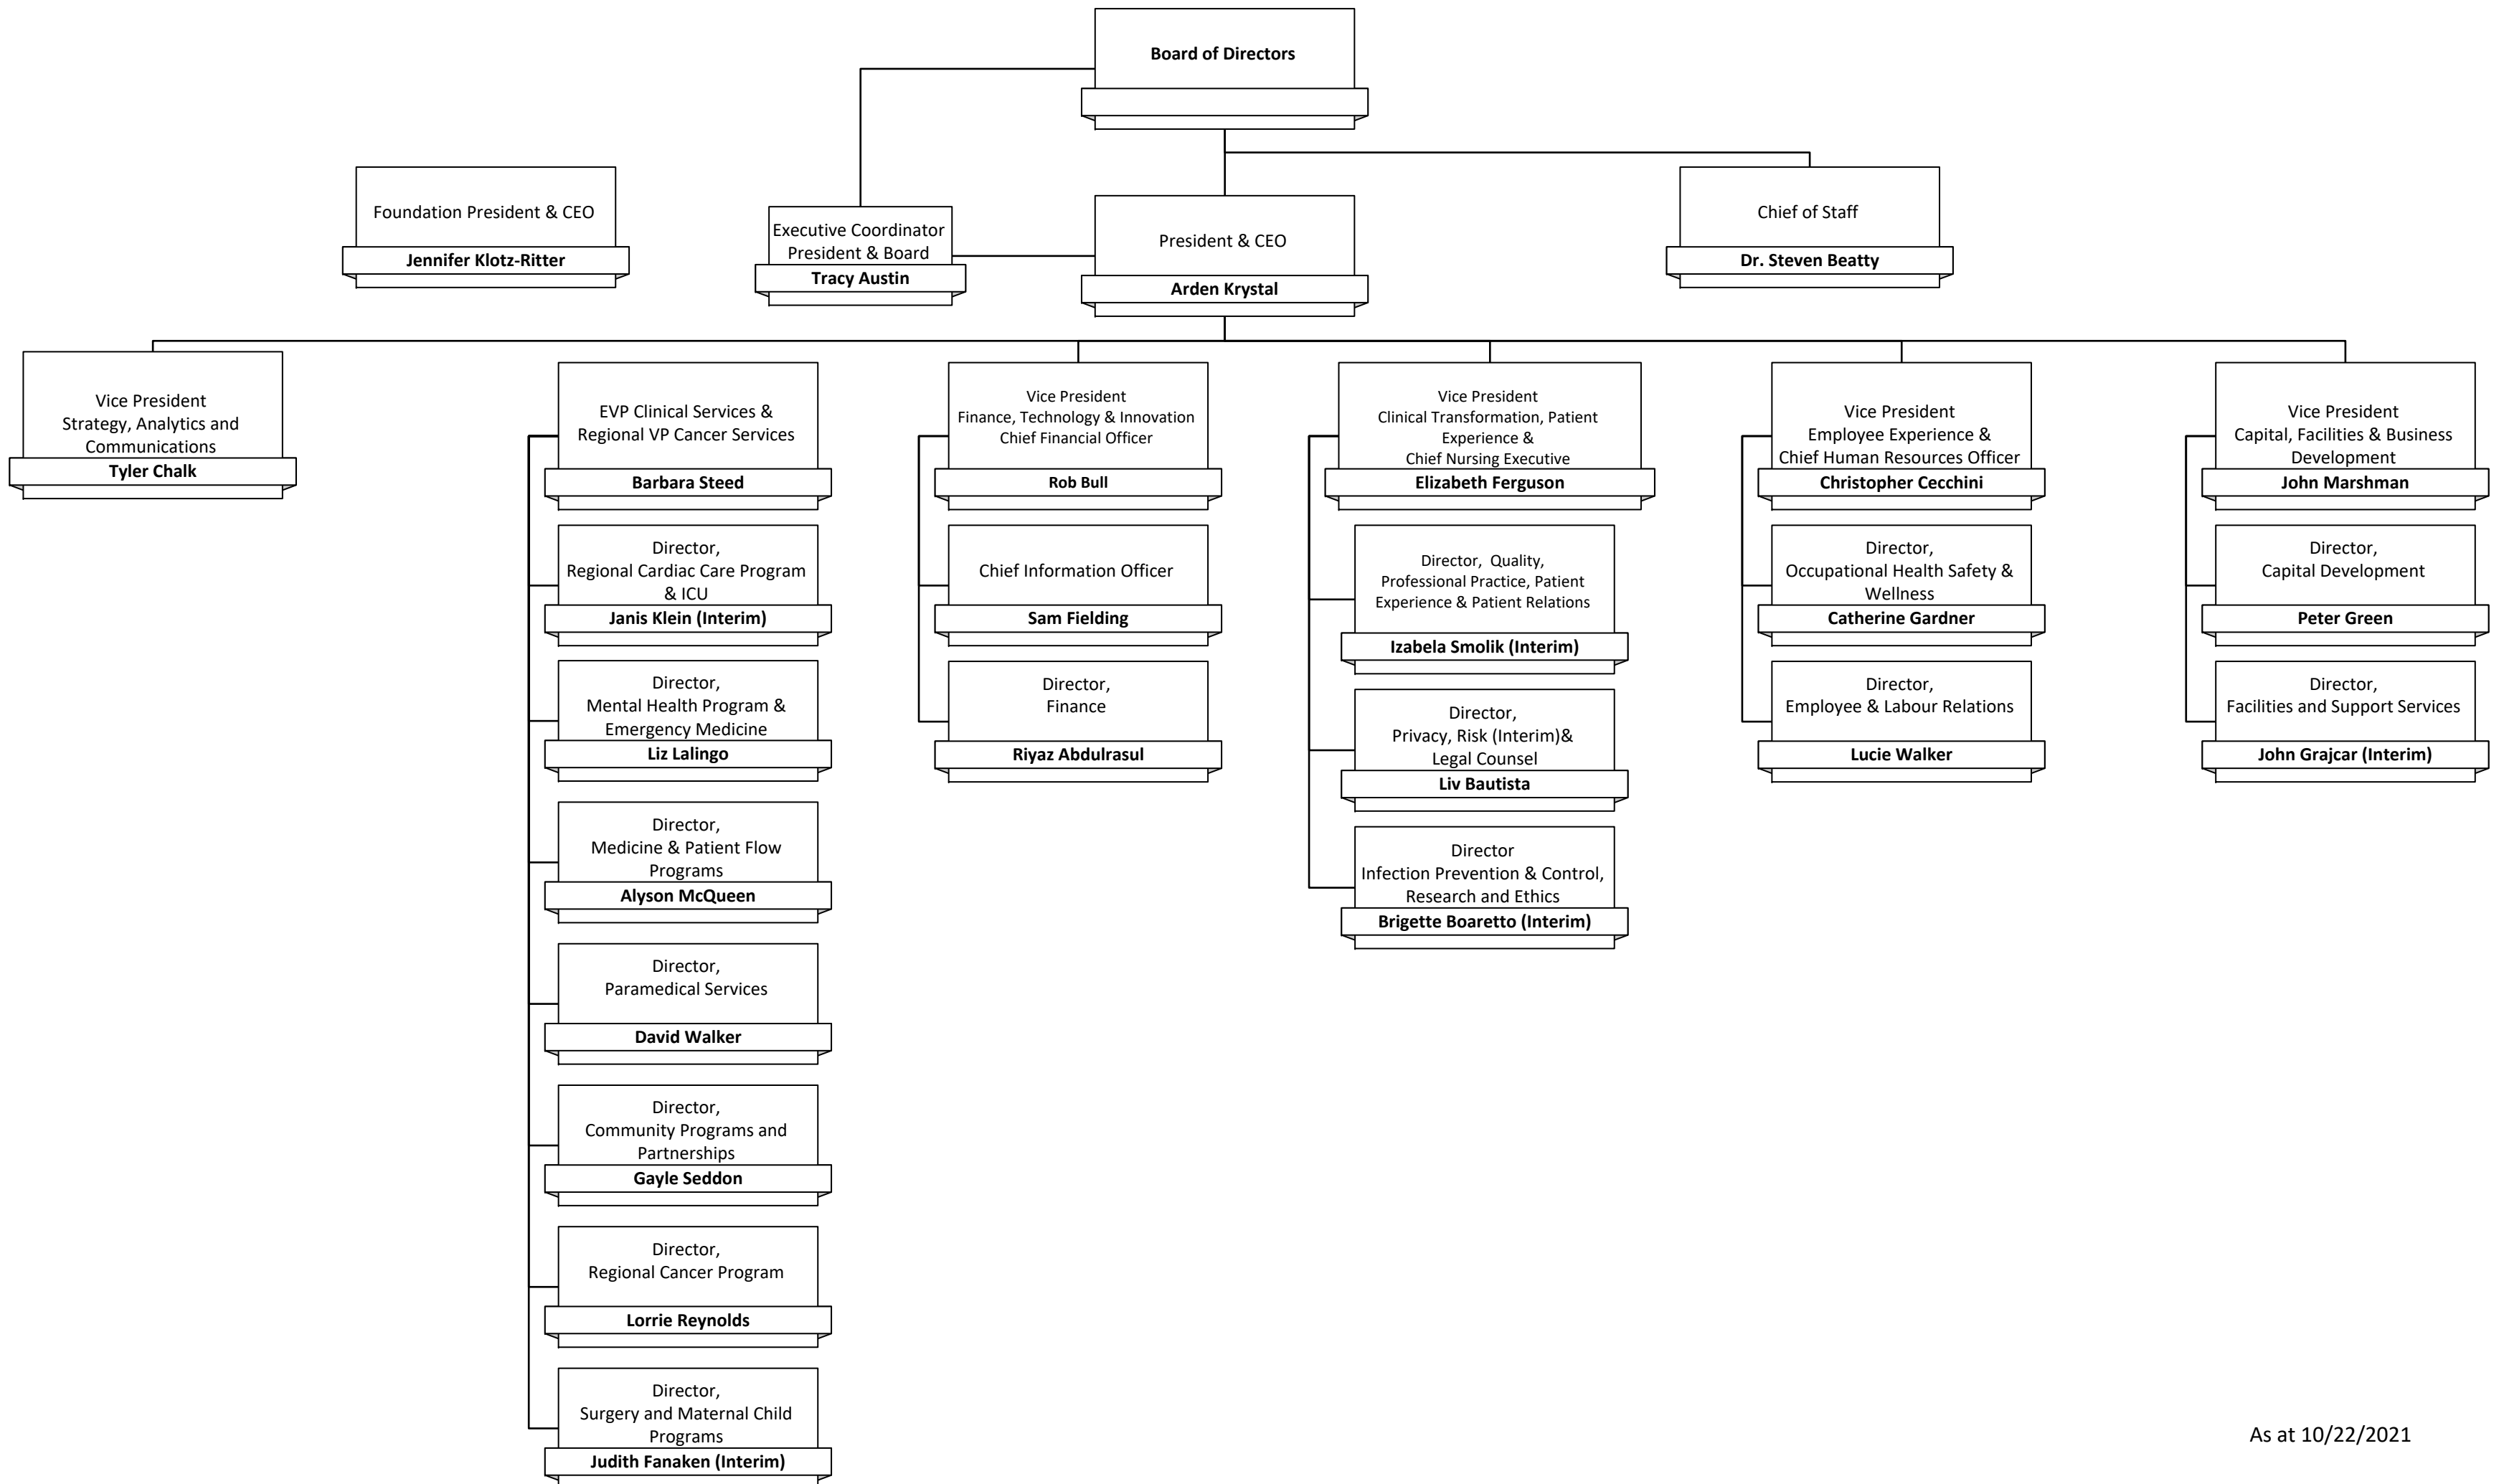 Board of Directors
Foundation President & CEO
Jennifer Klotz-Ritter
Executive Coordinator
President & Board
Tracy Austin
President & CEO
Arden Krystal
Chief of Staff
Dr. Steven Beatty
Vice President
Strategy, Analytics and
Communications
Tyler Chalk
EVP Clinical Services &
Regional VP Cancer Services
Barbara Steed
Director,
Regional Cardiac Care Program
& ICU
Janis Klein (Interim)
Director,
Mental Health Program &
Emergency Medicine
Liz Lalingo
Director,
Medicine & Patient Flow
Programs
Alyson McQueen
Director,
Paramedical Services
David Walker
Director,
Community Programs and
Partnerships
Gayle Seddon
Director,
Regional Cancer Program
Lorrie Reynolds
Director,
Surgery and Maternal Child
Programs
Judith Fanaken (Interim)
Vice President
Finance, Technology & Innovation
Chief Financial Officer
Rob Bull
Chief Information Officer
Sam Fielding
Director,
Finance
Riyaz Abdulrasul
Vice President
Clinical Transformation, Patient
Experience &
Chief Nursing Executive
Elizabeth Ferguson
Director, Quality,
Professional Practice, Patient
Experience & Patient Relations
Izabela Smolik (Interim)
Director,
Privacy, Risk (Interim)&
Legal Counsel
Liv Bautista
Director
Infection Prevention & Control,
Research and Ethics
Brigette Boaretto (Interim)
Vice President
Employee Experience &
Chief Human Resources Officer
Christopher Cecchini
Director,
Occupational Health Safety &
Wellness
Catherine Gardner
Director,
Employee & Labour Relations
Lucie Walker
Vice President
Capital, Facilities & Business
Development
John Marshman
Director,
Capital Development
Peter Green
Director,
Facilities and Support Services
John Grajcar (Interim)
As at 10/22/2021